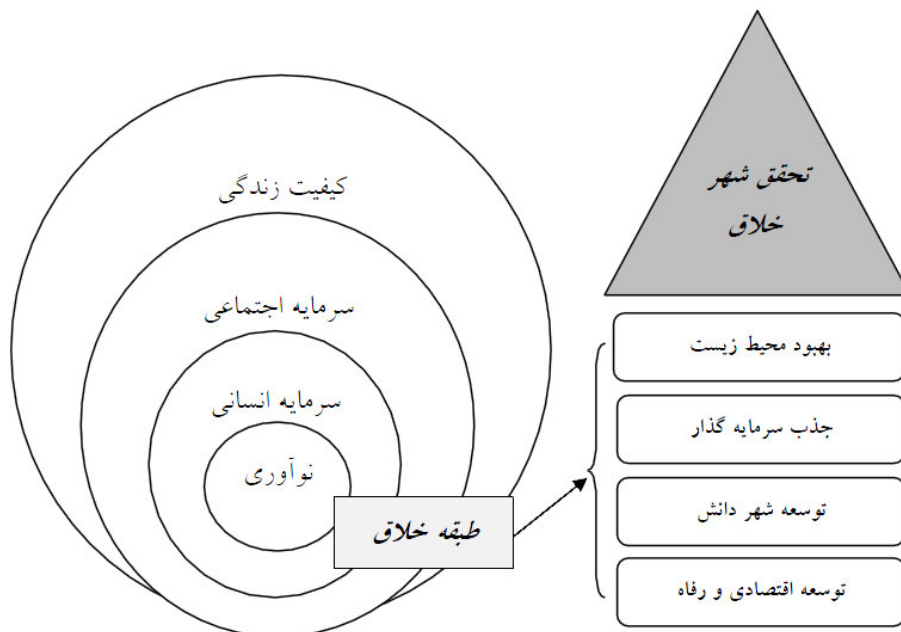 کیفیت زندگی
سرمایه اجتماعی
سرمایه انسانی
نوآوری
طبقه خلاق
تحقق شهر
خلاق
بهبود محیط زیست
جذب سرمایه گذار
توسعه شهر دانش
توسعه اقتصادی و رفاه